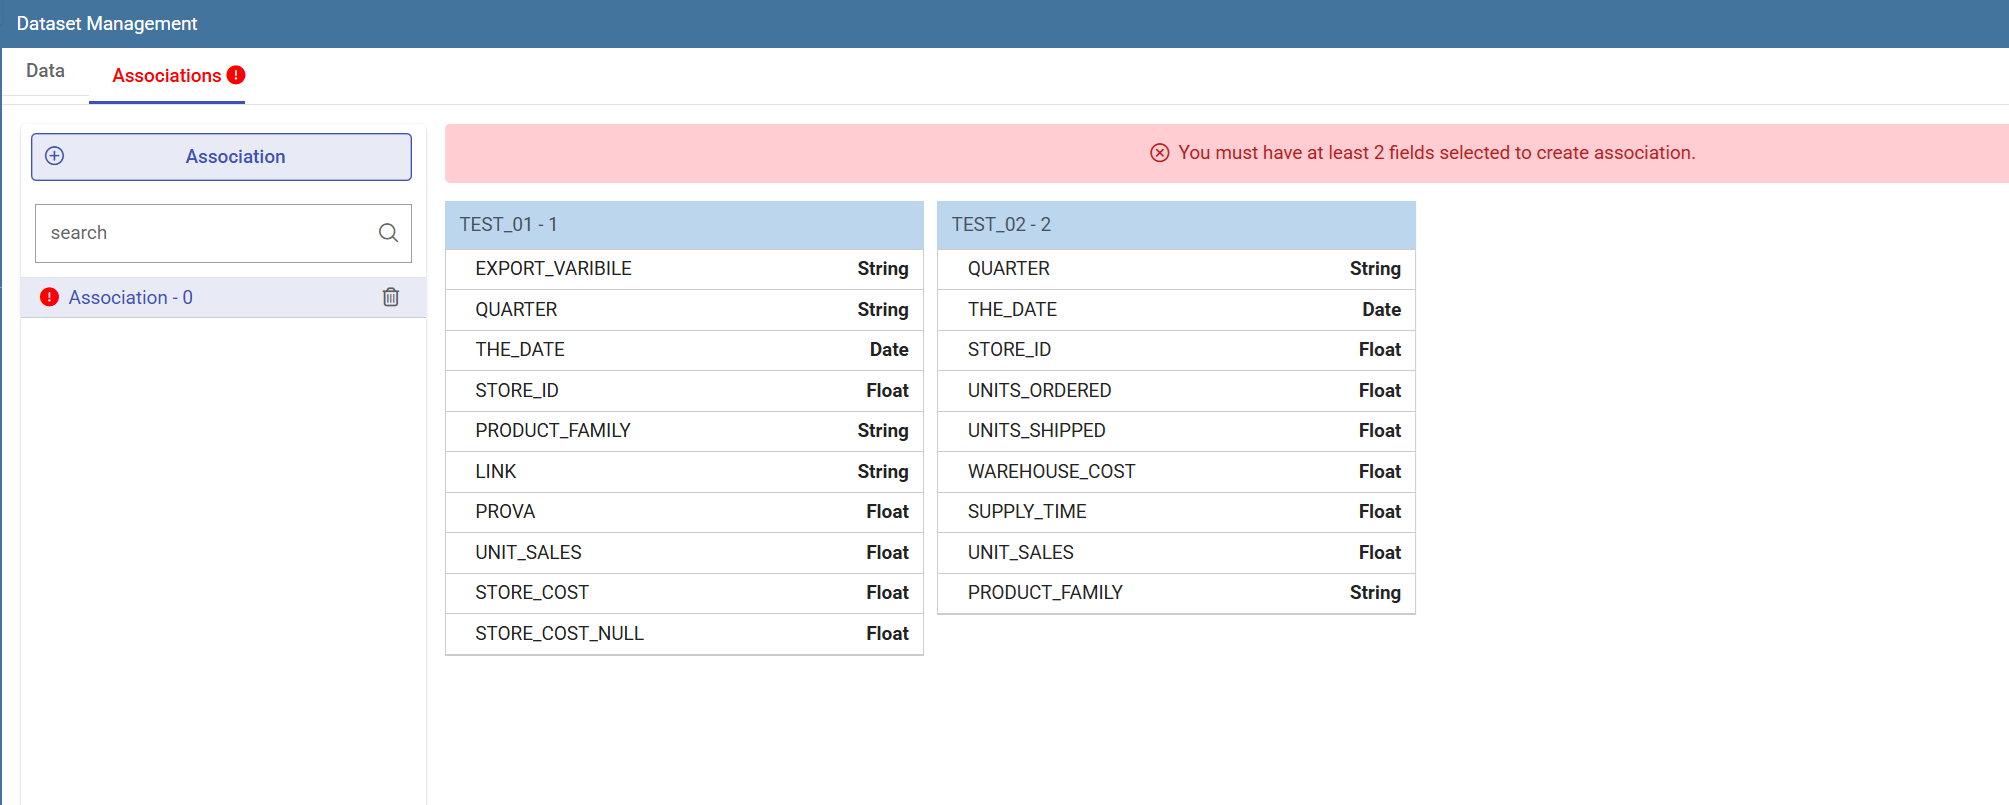 Dataset Management
Data
Associations
Association
search
Association - 0
You must have at least 2 fields selected to create association.
TEST_01 - 1
EXPORT_VARIBILE String
QUARTER String
THE_DATE Date
STORE_ID Float
PRODUCT_FAMILY String
LINK String
PROVA Float
UNIT_SALES Float
STORE_COST Float
STORE_COST_NULL Float
TEST_02 - 2
QUARTER String
THE_DATE Date
STORE_ID Float
UNITS_ORDERED Float
UNITS_SHIPPED Float
WAREHOUSE_COST Float
SUPPLY_TIME Float
UNIT_SALES Float
PRODUCT_FAMILY String